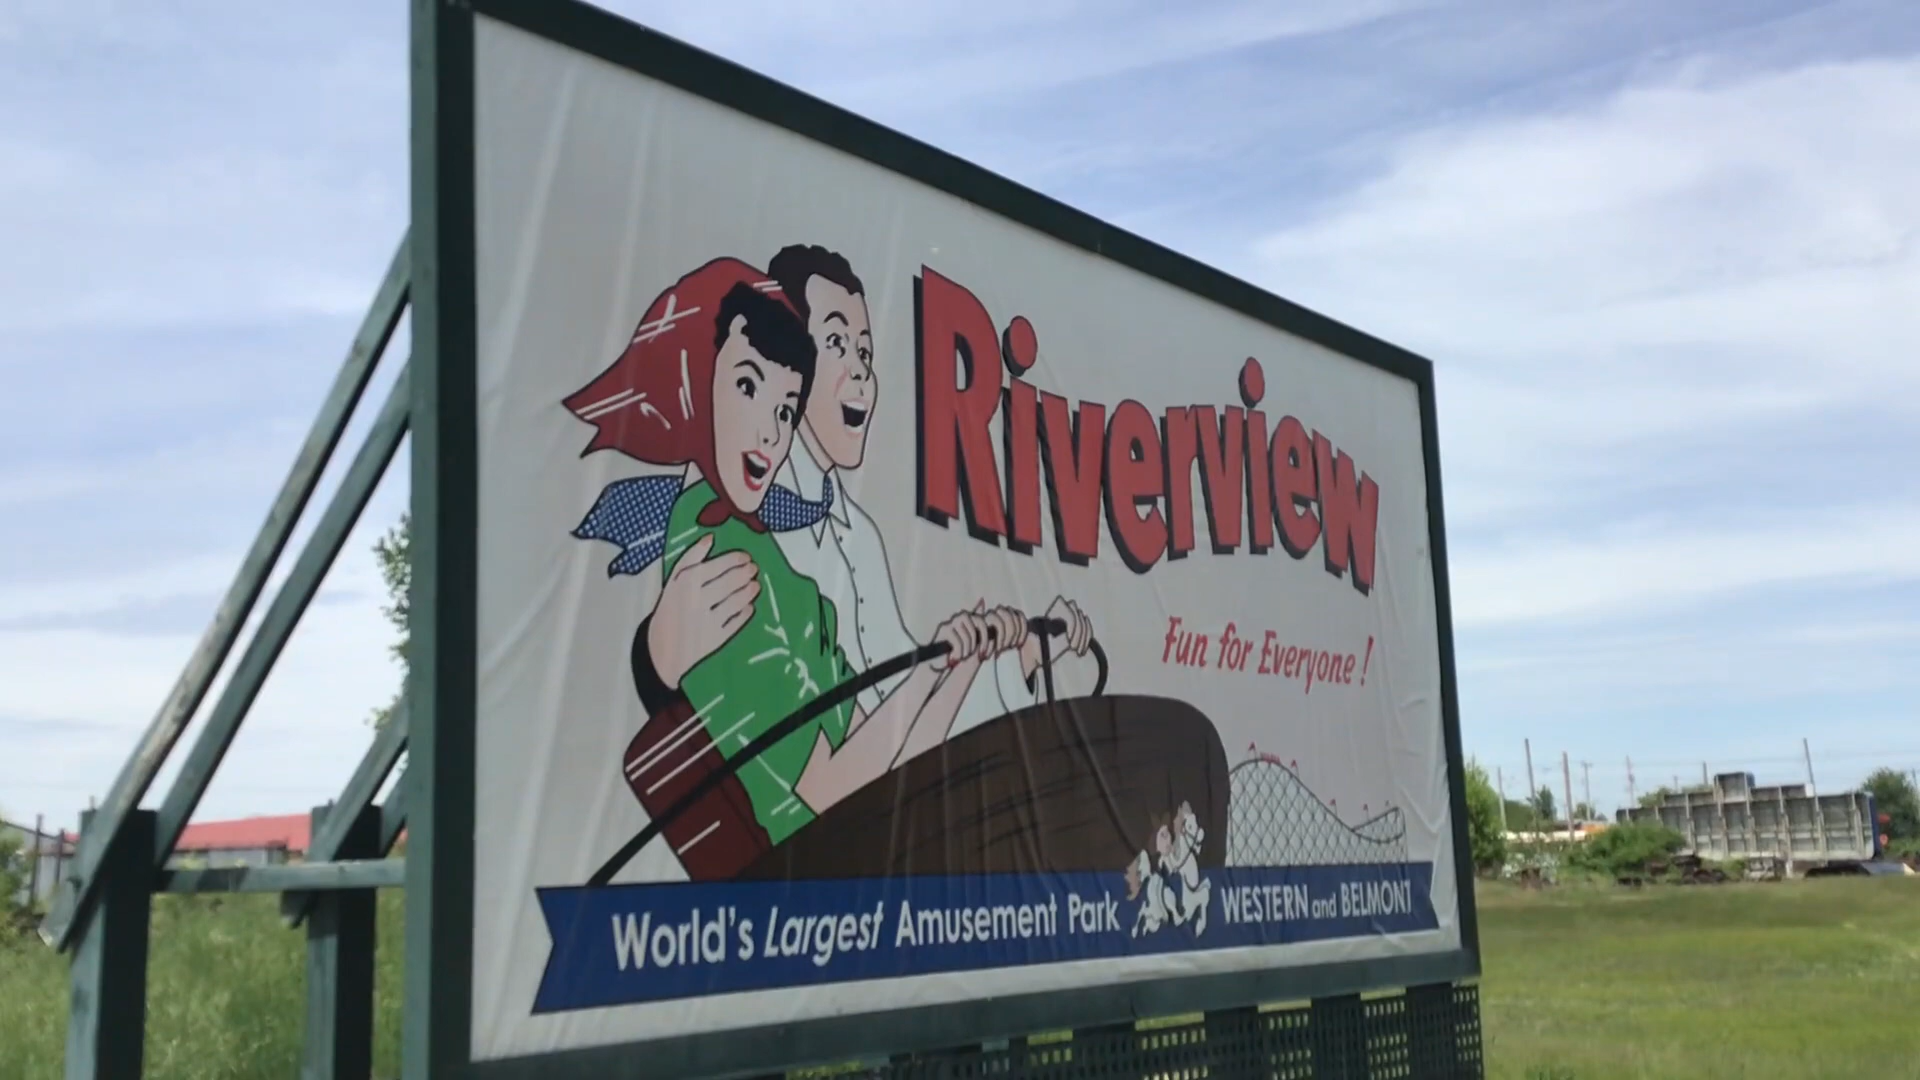 Riverview
Fun for Everyone!
World's Largest Amusement Park WESTERN and BELMONT